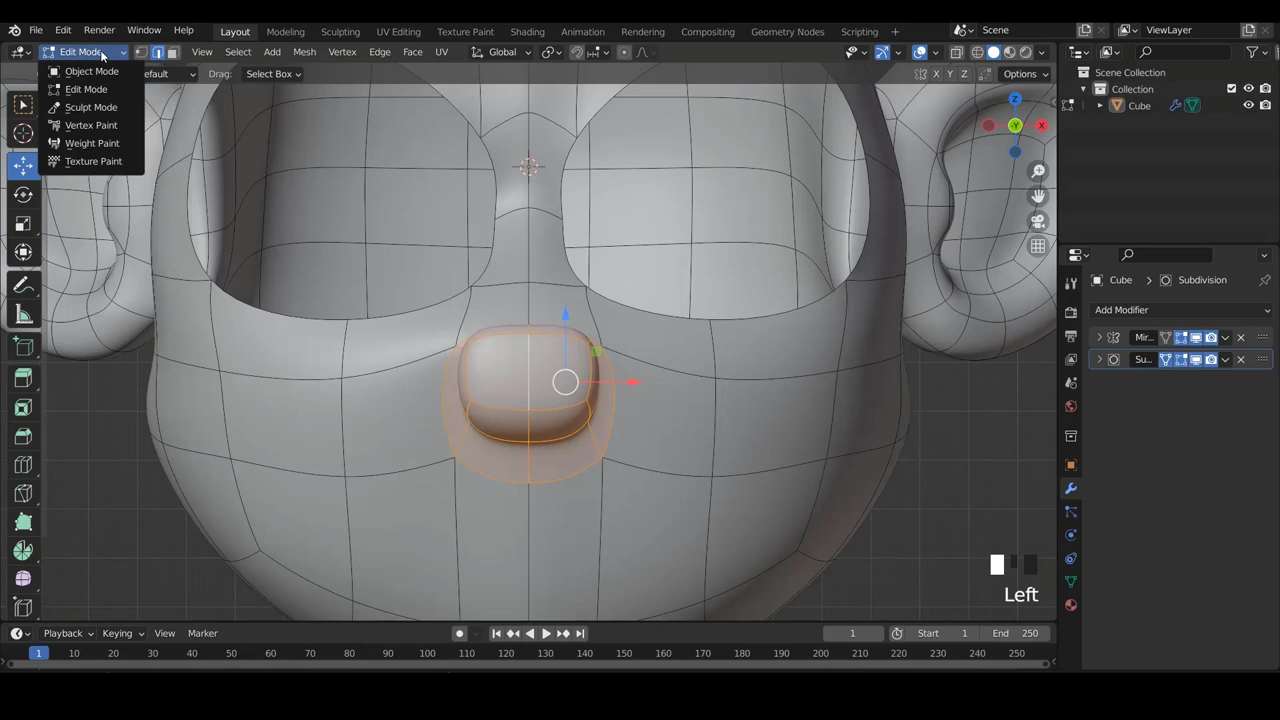 File Edit Render Window Help Layout Modeling Sculpting UV Editing Texture Paint Shading Animation Rendering Compositing Geometry Nodes Scripting + Scene ViewLayer
Edit Mode View Select Add Mesh Vertex Edge Face UV Global
Object Mode
efault Drag: Select Box X Y Z Options
Scene Collection
Edit Mode
Collection
Sculpt Mode
Cube
Vertex Paint
Weight Paint
Texture Paint
Z
X
-Y
Cube > Subdivision
Add Modifier
Mir...
Su...
Left
Playback Keying View Marker 1 Start 1 End 250
1 10 20 30 40 50 60 70 80 90 100 110 120 130 140 150 160 170 180 190 200 210 220 230 240 250